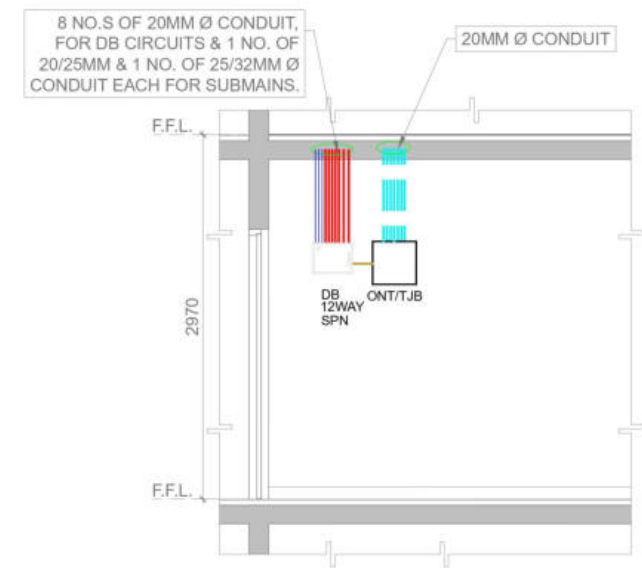 8 NO.S OF 20MM Ø CONDUIT,
FOR DB CIRCUITS & 1 NO. OF
20/25MM & 1 NO. OF 25/32MM Ø
CONDUIT EACH FOR SUBMAINS.
20MM Ø CONDUIT
F.F.L.
2970
DB
12WAY
SPN
ONT/TJB
F.F.L.